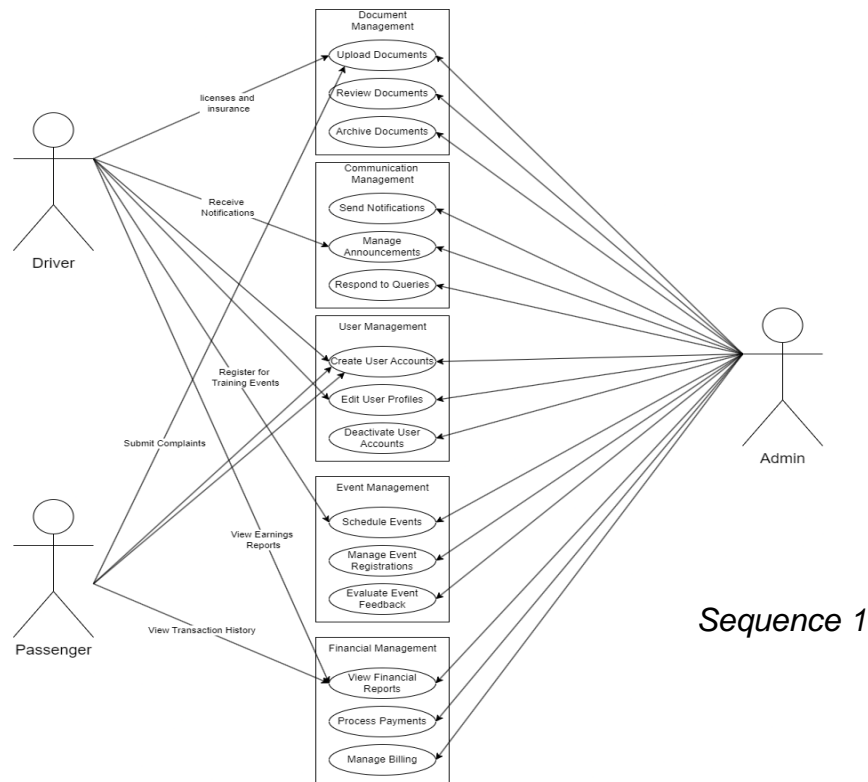 Document
Management
Upload Documents
Review Documents
Archive Documents
licenses and
insurance
Communication
Management
Send Notifications
Manage
Announcements
Respond to Queries
Receive
Notifications
Driver
User Management
Create User Accounts
Edit User Profiles
Deactivate User
Accounts
Register for
Training Events
Submit Complaints
Admin
Event Management
Schedule Events
Manage Event
Registrations
Evaluate Event
Feedback
View Earnings
Reports
Passenger
View Transaction History
Financial Management
View Financial
Reports
Process Payments
Manage Billing
Sequence 1